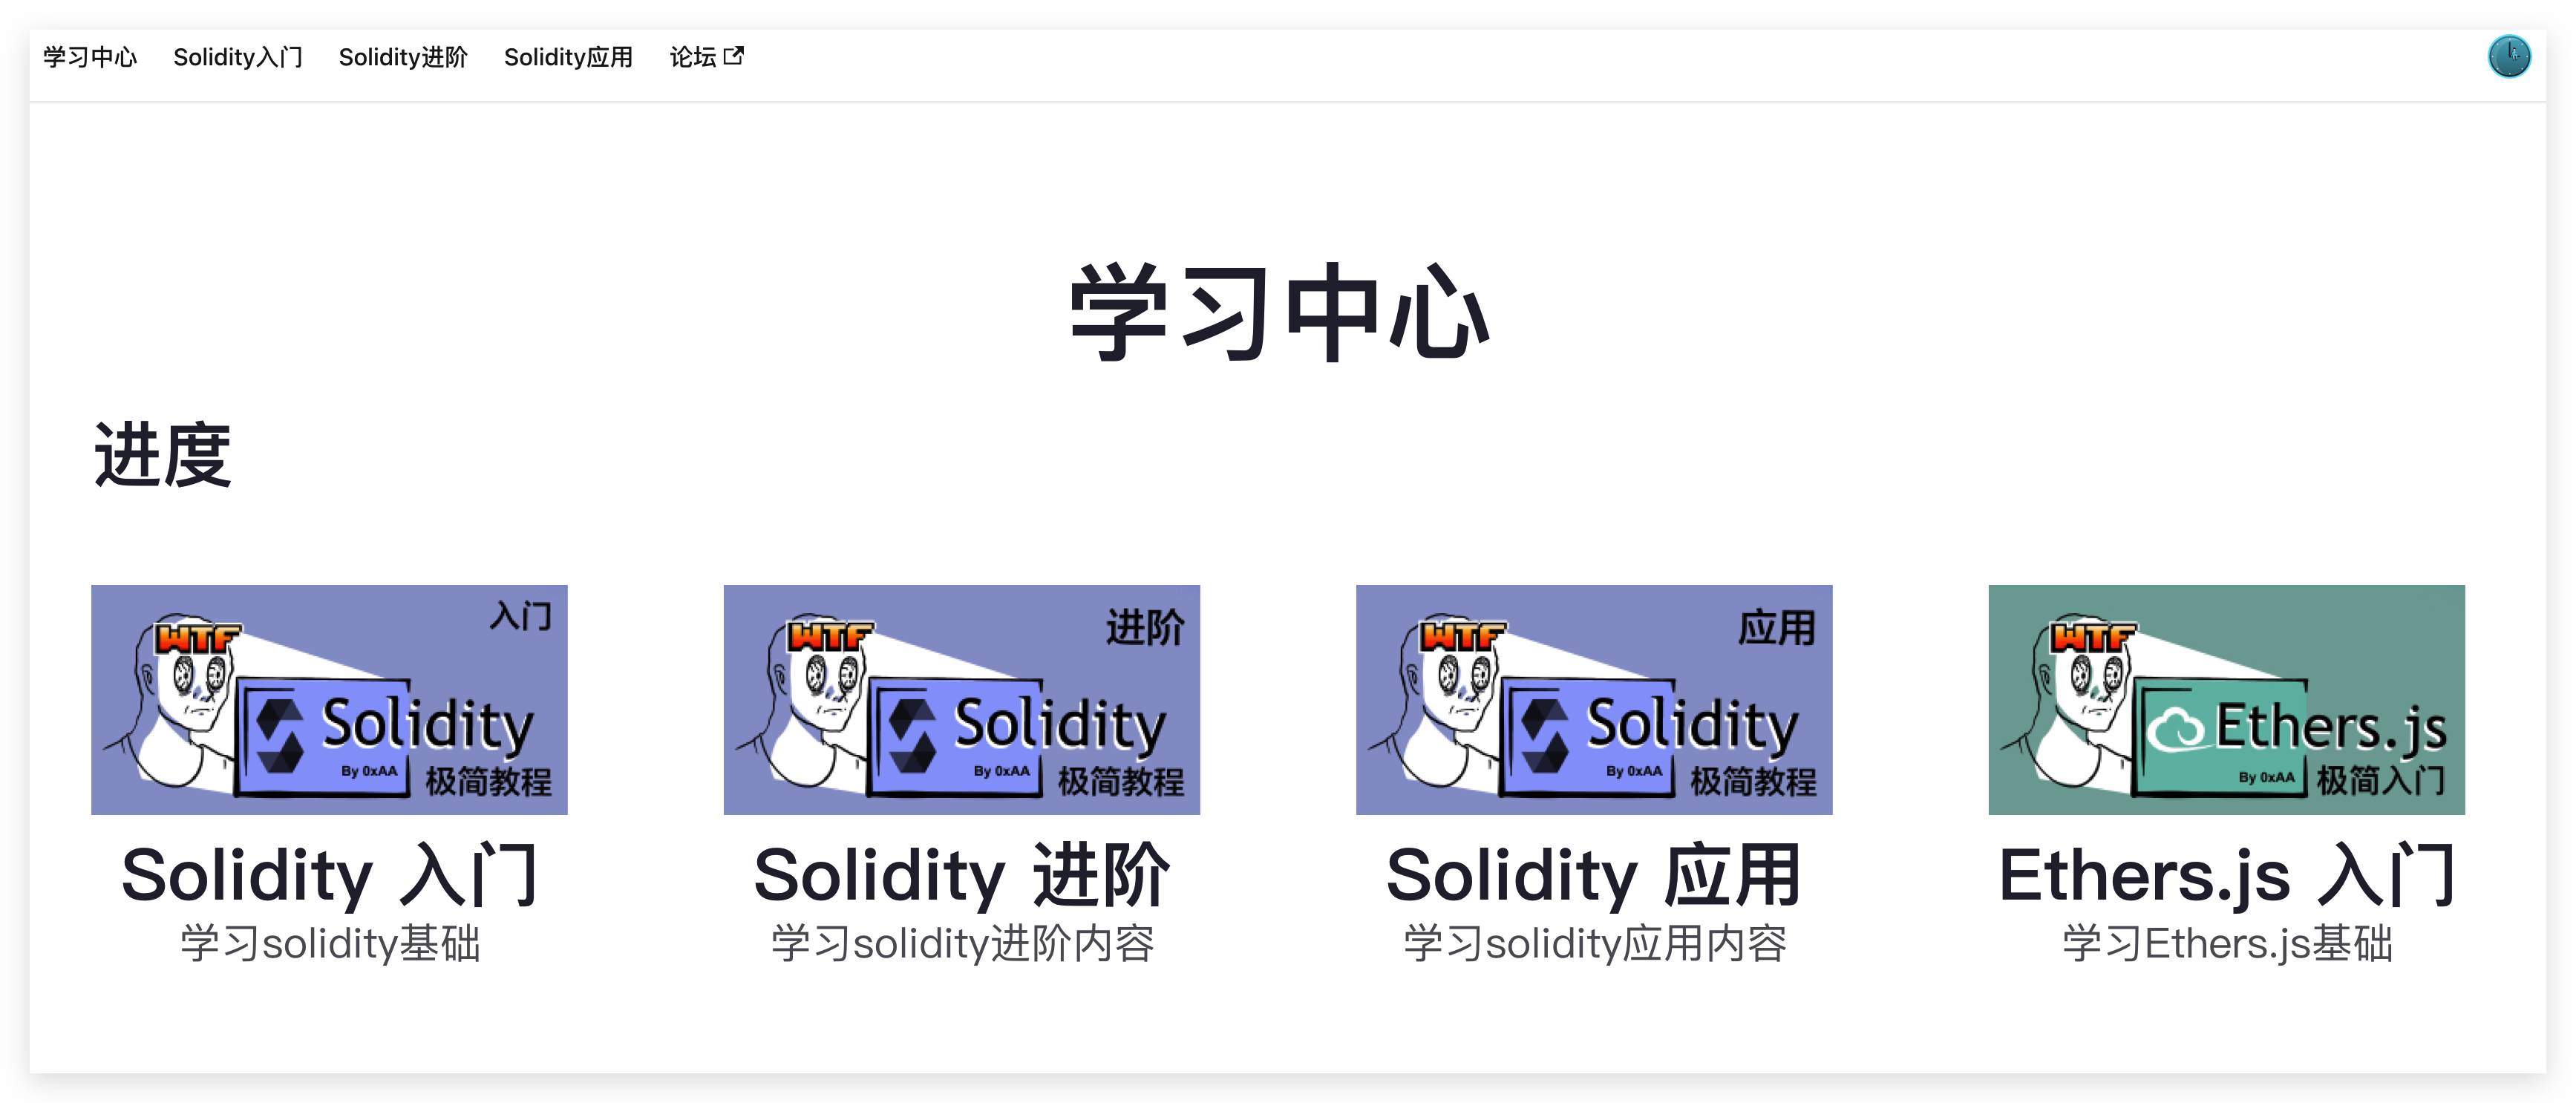 学习中心 Solidity入门 Solidity进阶 Solidity应用 论坛
学习中心
进度
入门
WTF
Solidity
By 0xAA
极简教程
Solidity 入门
学习solidity基础
进阶
WTF
Solidity
By 0xAA
极简教程
Solidity 进阶
学习solidity进阶内容
应用
WTF
Solidity
By 0xAA
极简教程
Solidity 应用
学习solidity应用内容
WTF
Ethers.js
By 0xAA
极简入门
Ethers.js 入门
学习Ethers.js基础